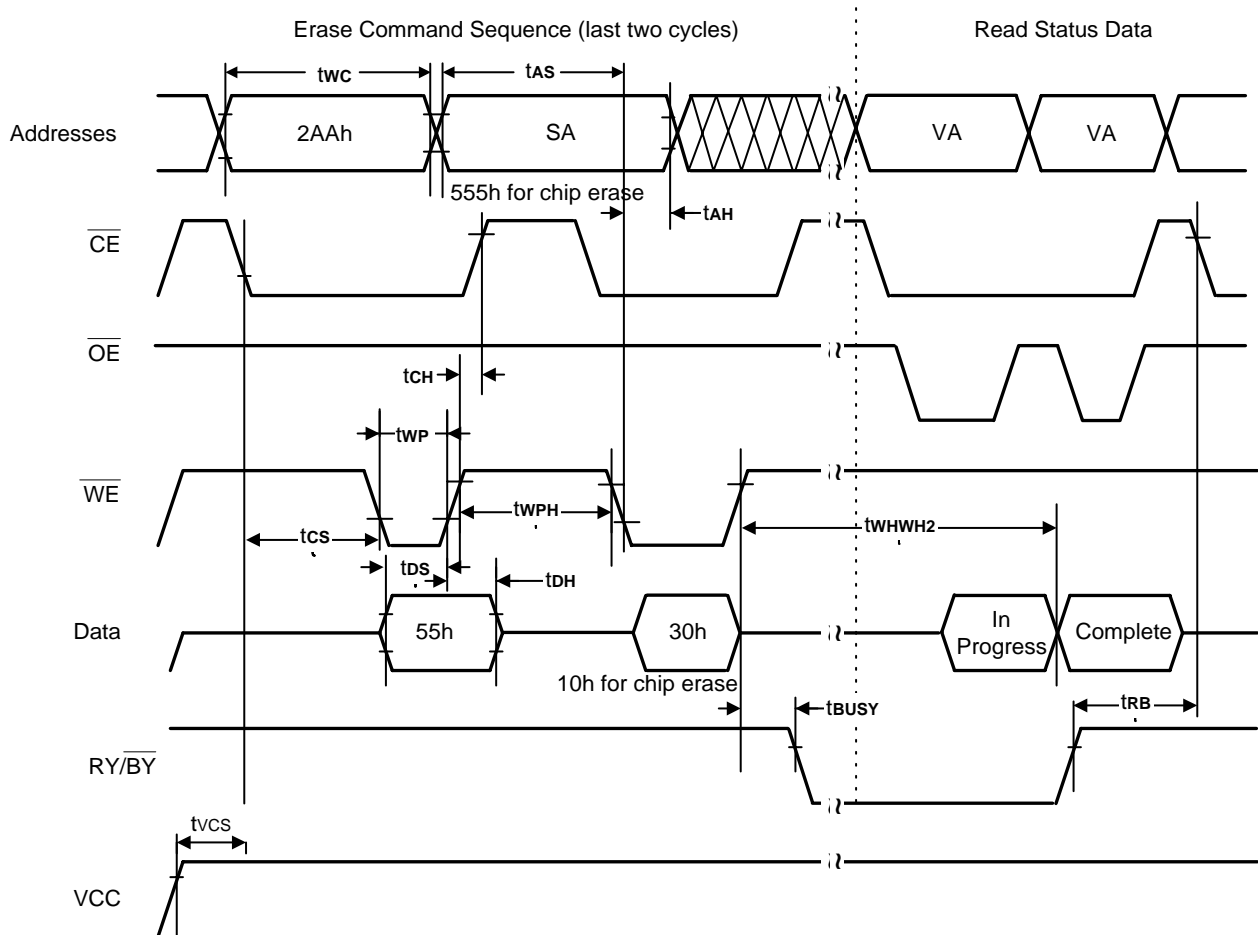 Erase Command Sequence (last two cycles)
Read Status Data
tWC
tAS
Addresses
2AAh
SA
VA
VA
555h for chip erase
tAH
CE
OE
tCH
tWP
WE
tWPH
tWHWH2
tCS
tDS
tDH
Data
55h
30h
In
Progress
Complete
10h for chip erase
tBUSY
tRB
RY/BY
tVCS
VCC